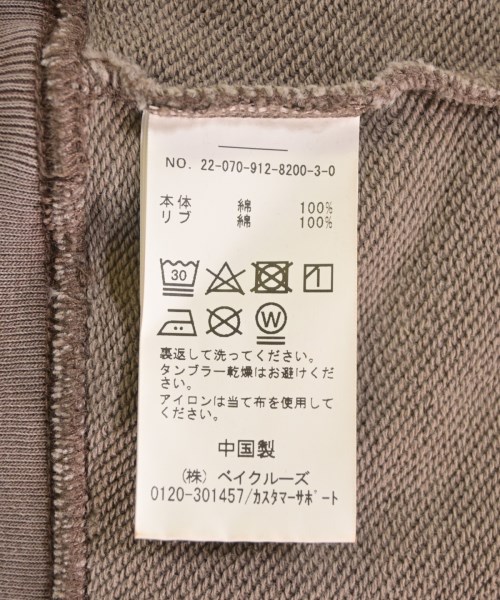 NO. 22-070-912-8200-3-0
本体 綿 100%
リブ 綿 100%
30
W
裏返して洗ってください。
タンブラー乾燥はお避けください。
アイロンは当て布を使用して
ください。
中国製
(株) ベイクルーズ
0120-301457/カスタマーサポート